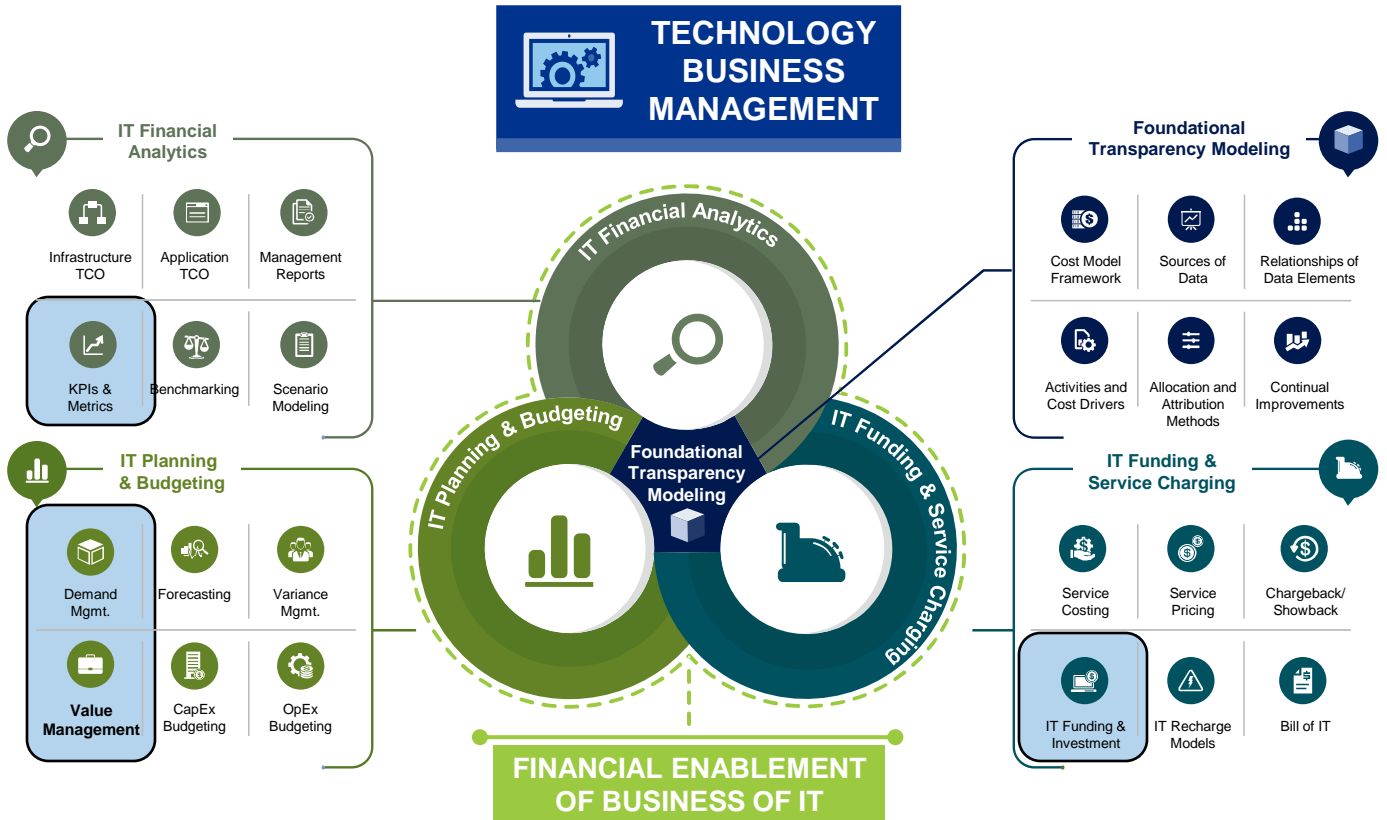 TECHNOLOGY
BUSINESS
MANAGEMENT
IT Financial
Analytics
Infrastructure
TCO
Application
TCO
Management
Reports
KPIs &
Metrics
Benchmarking
Scenario
Modeling
IT Planning
& Budgeting
Demand
Mgmt.
Forecasting
Variance
Mgmt.
Value
Management
CapEx
Budgeting
OpEx
Budgeting
IT Financial Analytics
IT Planning & Budgeting
IT Funding & Service Charging
Foundational
Transparency
Modeling
Foundational
Transparency Modeling
Cost Model
Framework
Sources of
Data
Relationships of
Data Elements
Activities and
Cost Drivers
Allocation and
Attribution
Methods
Continual
Improvements
IT Funding &
Service Charging
Service
Costing
Service
Pricing
Chargeback/
Showback
IT Funding &
Investment
IT Recharge
Models
Bill of IT
FINANCIAL ENABLEMENT
OF BUSINESS OF IT